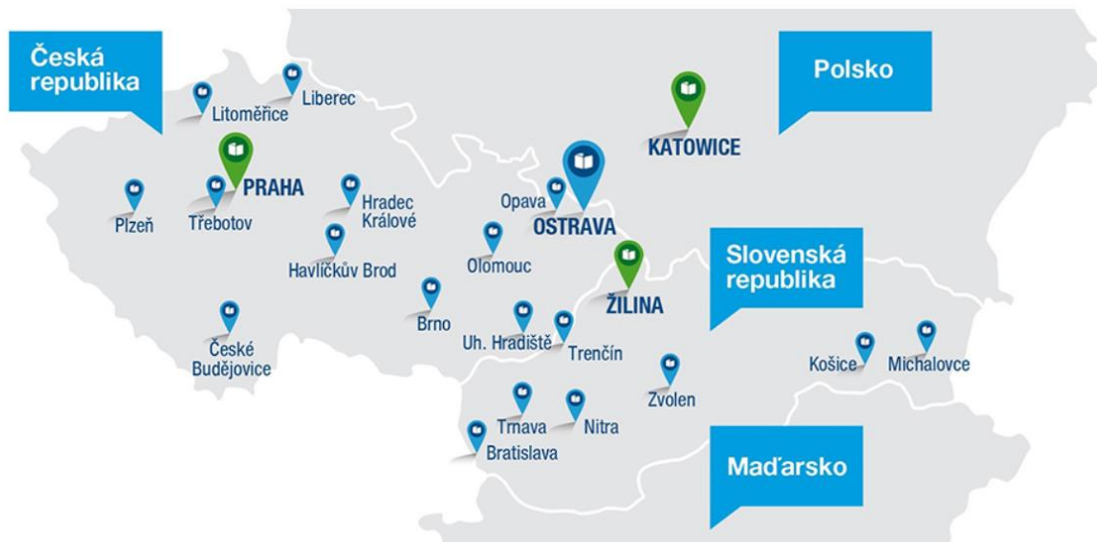 Česká
republika
Polsko
Litoměřice
Liberec
KATOWICE
PRAHA
Plzeň
Třebotov
Hradec
Králové
Opava
OSTRAVA
Havlíčkův Brod
Olomouc
Slovenská
republika
ŽILINA
Brno
Uh. Hradiště
Trenčín
České
Budějovice
Košice
Michalovce
Zvolen
Trnava
Nitra
Bratislava
Maďarsko